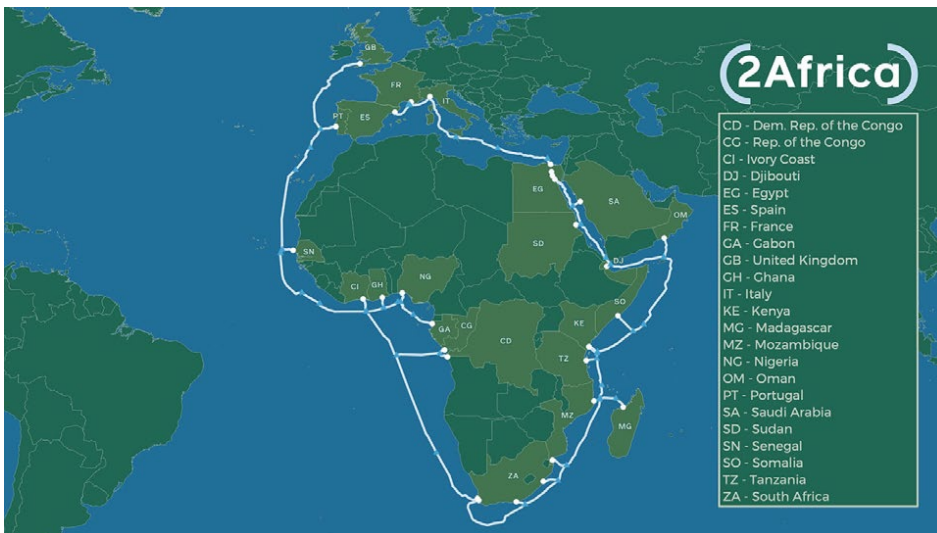 (2Africa)
CD - Dem. Rep. of the Congo
CG - Rep. of the Congo
CI - Ivory Coast
DJ - Djibouti
EG - Egypt
ES - Spain
FR - France
GA - Gabon
GB - United Kingdom
GH - Ghana
IT - Italy
KE - Kenya
MG - Madagascar
MZ - Mozambique
NG - Nigeria
OM - Oman
PT - Portugal
SA - Saudi Arabia
SD - Sudan
SN - Senegal
SO - Somalia
TZ - Tanzania
ZA - South Africa
GB
FR
IT
PT
ES
EG
SA
OM
SN
SD
DJ
NG
CI
GH
SO
GA
CG
CD
KE
TZ
MZ
MG
ZA